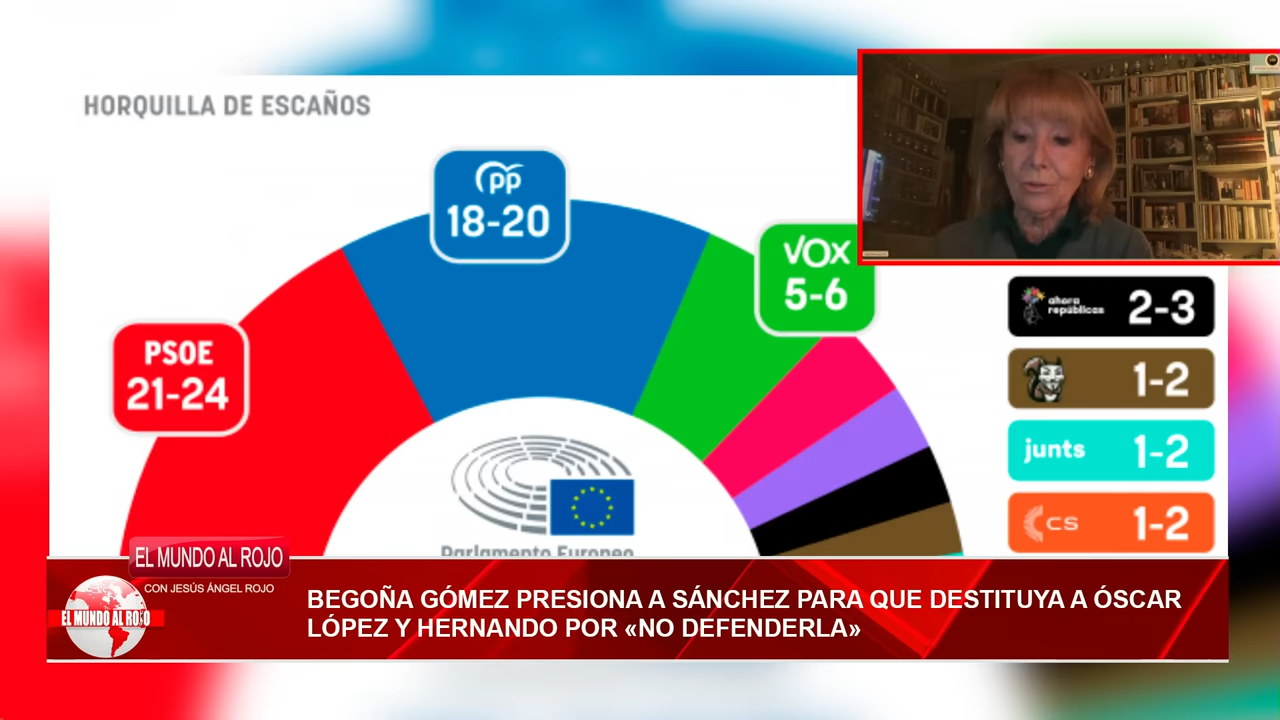 HORQUILLA DE ESCAÑOS
PP
18-20
VOX
5-6
PSOE
21-24
ahora
repúblicas
2-3
1-2
junts
1-2
CS
1-2
Parlamento Europeo
EL MUNDO AL ROJO
CON JESÚS ÁNGEL ROJO
EL MUNDO AL ROJO
BEGOÑA GÓMEZ PRESIONA A SÁNCHEZ PARA QUE DESTITUYA A ÓSCAR
LÓPEZ Y HERNANDO POR «NO DEFENDERLA»